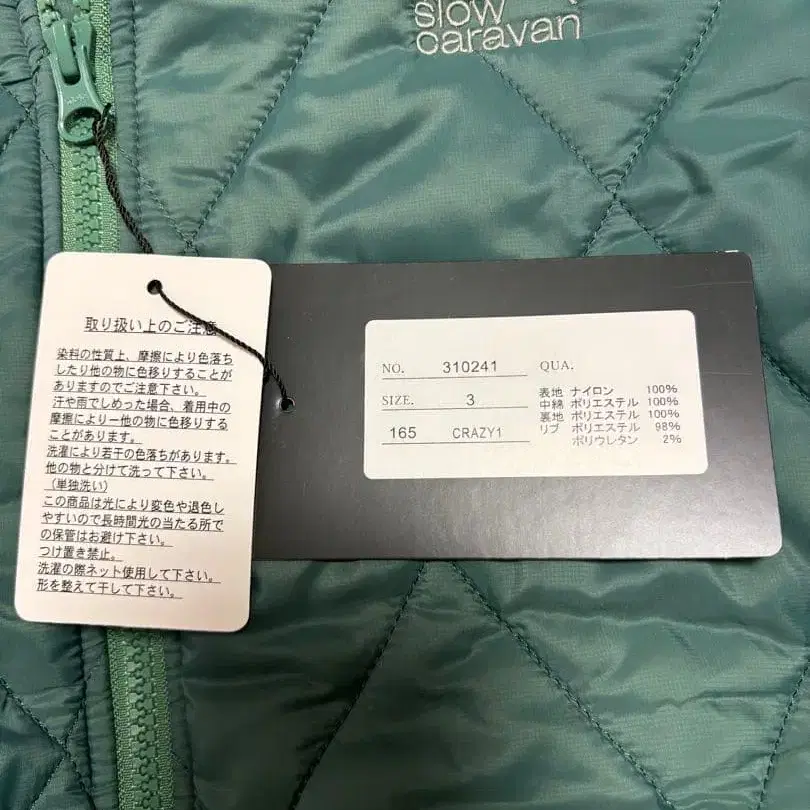 slow
caravan
取り扱い上のご注意
染料の性質上、摩擦により色落ち
したり他の物に色移りすることが
ありますのでご注意下さい。
汗や雨でしめった場合、着用中の
摩擦により一他の物に色移りする
ことがあります。
洗濯により若干の色落ちがあります。
他の物と分けて洗って下さい。
(単独洗い)
この商品は光により変色や退色し
やすいので長時間光の当たる所で
の保管はお避け下さい。
つけ置き禁止。
洗濯の際ネット使用して下さい。
形を整えて干して下さい。
NO. 310241 QUA.
SIZE. 3
165 CRAZY1
表地 ナイロン 100%
中綿 ポリエステル 100%
裏地 ポリエステル 100%
リブ ポリエステル 98%
ポリウレタン 2%